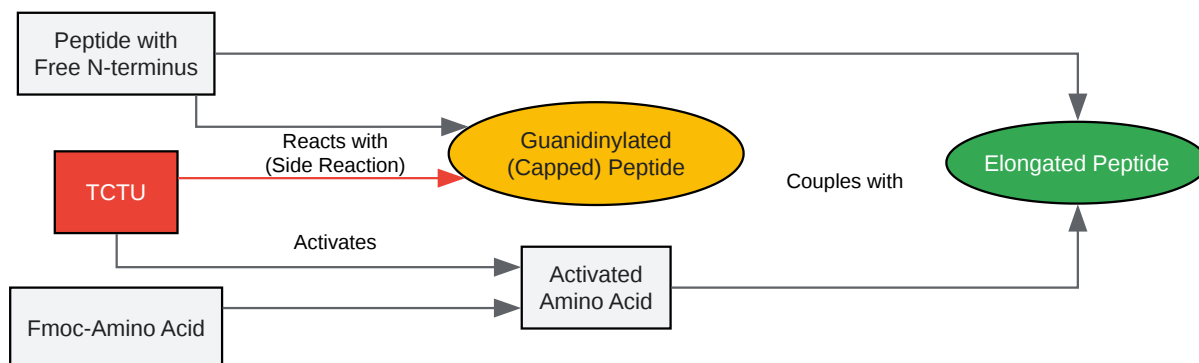 Peptide with
Free N-terminus
Reacts with
(Side Reaction)
Guanidinylated
(Capped) Peptide
Couples with
Elongated Peptide
TCTU
Activates
Activated
Amino Acid
Fmoc-Amino Acid